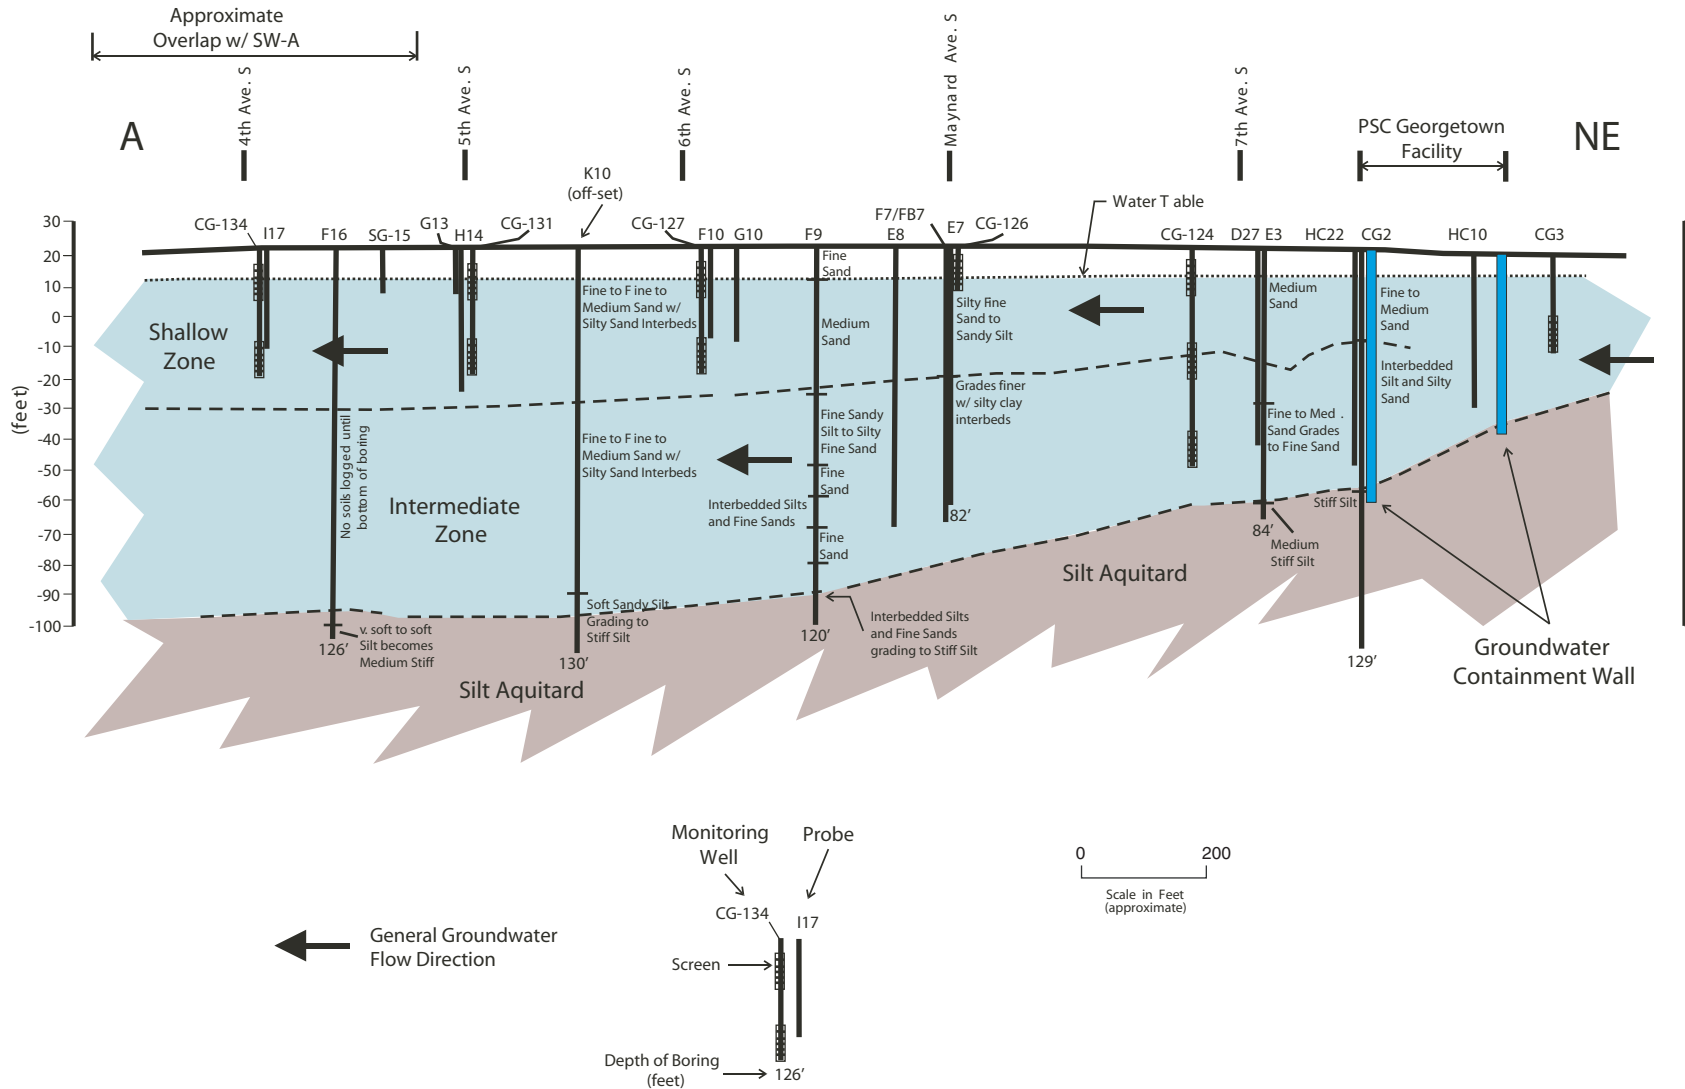 Approximate
Overlap w/ SW-A
4th Ave. S
5th Ave. S
6th Ave. S
Maynard Ave. S
7th Ave. S
A
PSC Georgetown
Facility
NE
K10
(off-set)
Water T able
30
20
10
0
-10
-20
-30
-40
-50
-60
-70
-80
-90
-100
(feet)
CG-134
I17
F16
SG-15
G13
H14
CG-131
CG-127
F10
G10
F9
E8
F7/FB7
E7
CG-126
CG-124
D27
E3
HC22
CG2
HC10
CG3
Shallow
Zone
Fine to F ine to
Medium Sand w/
Silty Sand Interbeds
Fine
Sand
Medium
Sand
Silty Fine
Sand to
Sandy Silt
Medium
Sand
Fine to
Medium
Sand
Interbedded
Silt and Silty
Sand
Grades finer
w/ silty clay
interbeds
Fine to Med .
Sand Grades
to Fine Sand
No soils logged until
bottom of boring
Intermediate
Zone
Fine to F ine to
Medium Sand w/
Silty Sand Interbeds
Fine Sandy
Silt to Silty
Fine Sand
Fine
Sand
Interbedded Silts
and Fine Sands
Fine
Sand
82’
84’
Medium
Stiff Silt
Stiff Silt
Silt Aquitard
Soft Sandy Silt
Grading to
Stiff Silt
v. soft to soft
Silt becomes
Medium Stiff
126’
130’
120’
Interbedded Silts
and Fine Sands
grading to Stiff Silt
129’
Groundwater
Containment Wall
Silt Aquitard
Monitoring
Well
Probe
CG-134
I17
Screen
Depth of Boring
(feet)
126’
General Groundwater
Flow Direction
0
200
Scale in Feet
(approximate)